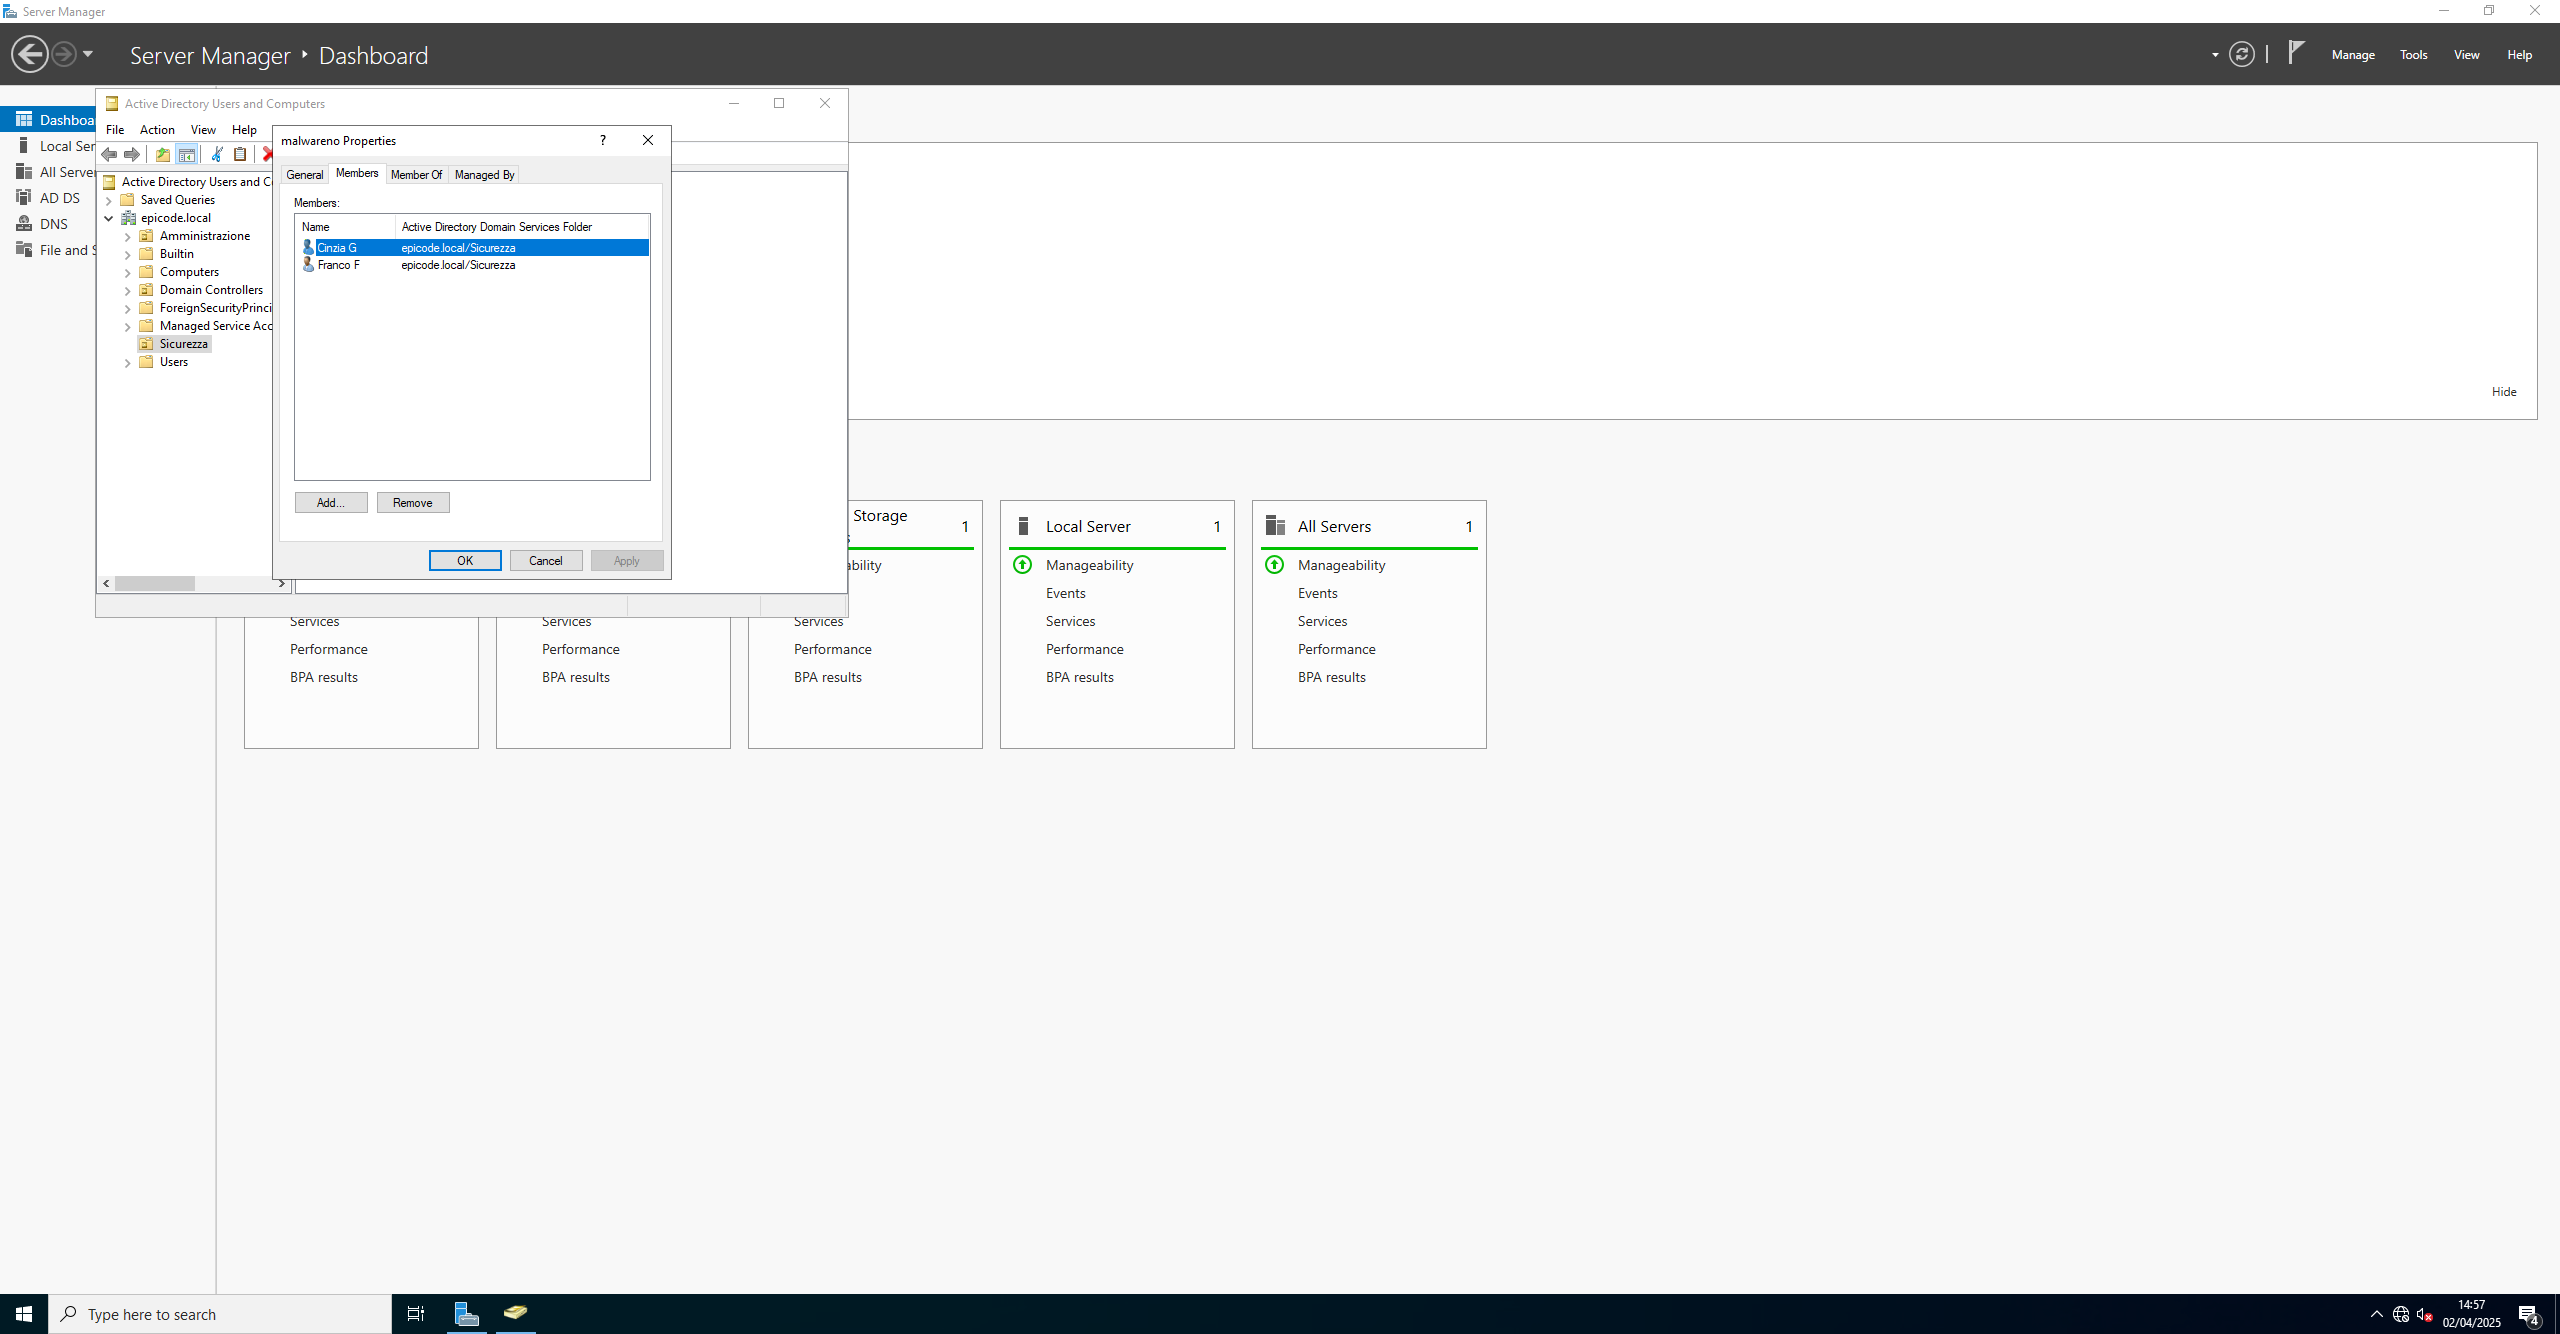 Server Manager
Server Manager • Dashboard
Manage Tools View Help
Active Directory Users and Computers
File Action View Help
malwareno Properties
?
General Members Member Of Managed By
Members:
Name Active Directory Domain Services Folder
Cinzia G epicode.local/Sicurezza
Franco F epicode.local/Sicurezza
Add... Remove
OK Cancel Apply
Dashboa
Local Ser
All Server
AD DS
DNS
File and S
Active Directory Users and C
Saved Queries
epicode.local
Amministrazione
Builtin
Computers
Domain Controllers
ForeignSecurityPrinci
Managed Service Acc
Sicurezza
Users
Hide
Services
Performance
BPA results
Services
Performance
BPA results
Storage 1
s
ability
Services
Performance
BPA results
Local Server 1
Manageability
Events
Services
Performance
BPA results
All Servers 1
Manageability
Events
Services
Performance
BPA results
Type here to search
14:57
02/04/2025
4